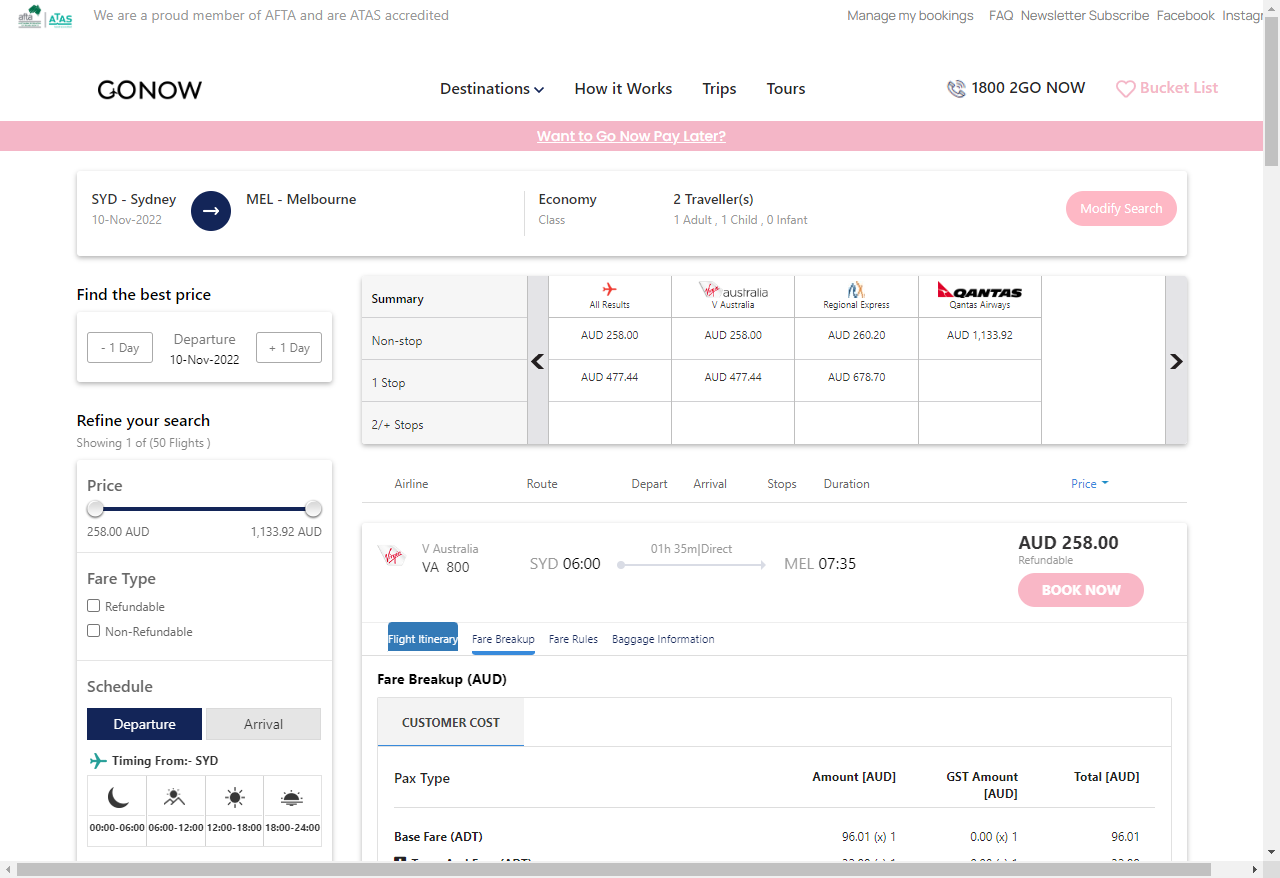 afta
ATAS
We are a proud member of AFTA and are ATAS accredited
Manage my bookings FAQ Newsletter Subscribe Facebook Instagr
GONOW
Destinations How it Works Trips Tours
1800 2GO NOW
Bucket List
Want to Go Now Pay Later?
SYD - Sydney
10-Nov-2022
MEL - Melbourne
Economy
Class
2 Traveller(s)
1 Adult , 1 Child , 0 Infant
Modify Search
Find the best price
- 1 Day
Departure
10-Nov-2022
+ 1 Day
Refine your search
Showing 1 of (50 Flights )
Price
258.00 AUD 1,133.92 AUD
Fare Type
Refundable
Non-Refundable
Schedule
Departure Arrival
Timing From:- SYD
00:00-06:00 06:00-12:00 12:00-18:00 18:00-24:00
Summary
All Results
Virgin australia
V Australia
Regional Express
QANTAS
Qantas Airways
Non-stop AUD 258.00 AUD 258.00 AUD 260.20 AUD 1,133.92
1 Stop AUD 477.44 AUD 477.44 AUD 678.70
2/+ Stops
Airline Route Depart Arrival Stops Duration Price
Virgin
V Australia
VA 800
SYD 06:00
01h 35m|Direct
MEL 07:35
AUD 258.00
Refundable
BOOK NOW
Flight Itinerary Fare Breakup Fare Rules Baggage Information
Fare Breakup (AUD)
CUSTOMER COST
Pax Type Amount [AUD] GST Amount [AUD] Total [AUD]
Base Fare (ADT) 96.01 (x) 1 0.00 (x) 1 96.01